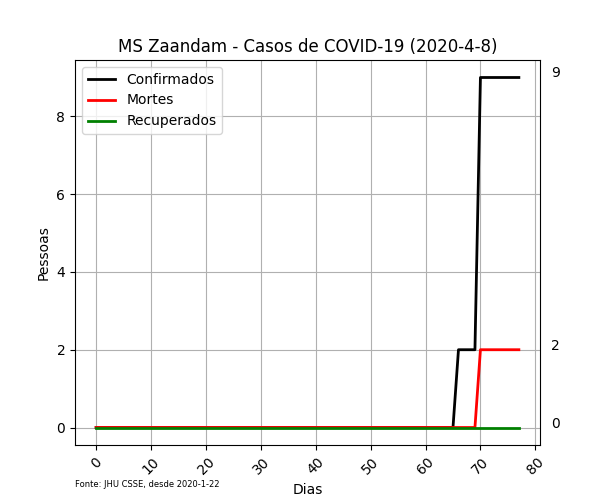 MS Zaandam - Casos de COVID-19 (2020-4-8)
Confirmados
Mortes
Recuperados
9
2
0
Pessoas
8
6
4
2
0
0 10 20 30 40 50 60 70 80
Fonte: JHU CSSE, desde 2020-1-22
Dias